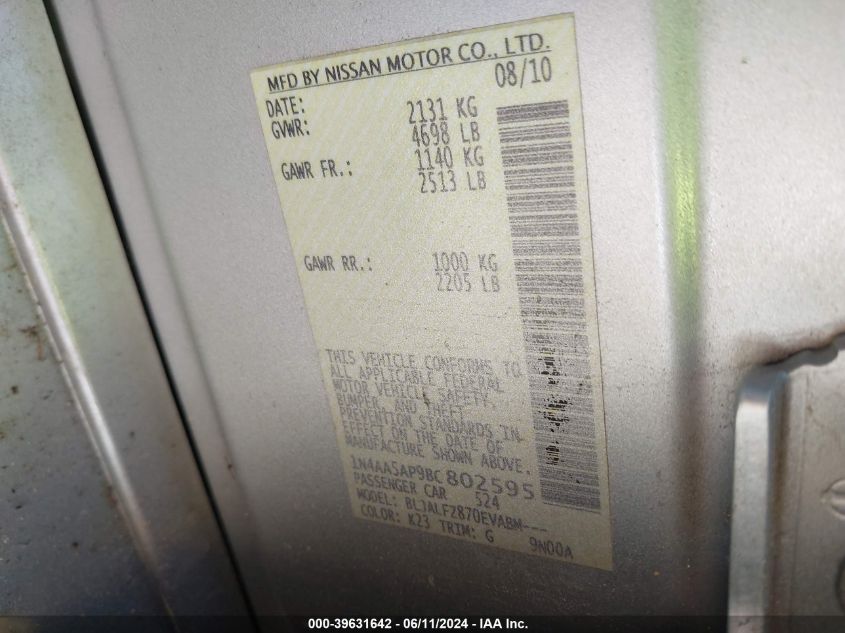 MFD BY NISSAN MOTOR CO., LTD.
DATE: 08/10
GVWR: 2131 KG
4698 LB
GAWR FR.: 1140 KG
2513 LB
GAWR RR.: 1000 KG
2205 LB
THIS VEHICLE CONFORMS TO
ALL APPLICABLE FEDERAL
MOTOR VEHICLE SAFETY,
BUMPER, AND THEFT
PREVENTION STANDARDS IN
EFFECT ON THE DATE OF
MANUFACTURE SHOWN ABOVE.
1N4AA5AP9BC802595
PASSENGER CAR 524
MODEL: BLJALF2870EVABM---
COLOR: K23 TRIM: G 9N00A
000-39631642 - 06/11/2024 - IAA Inc.